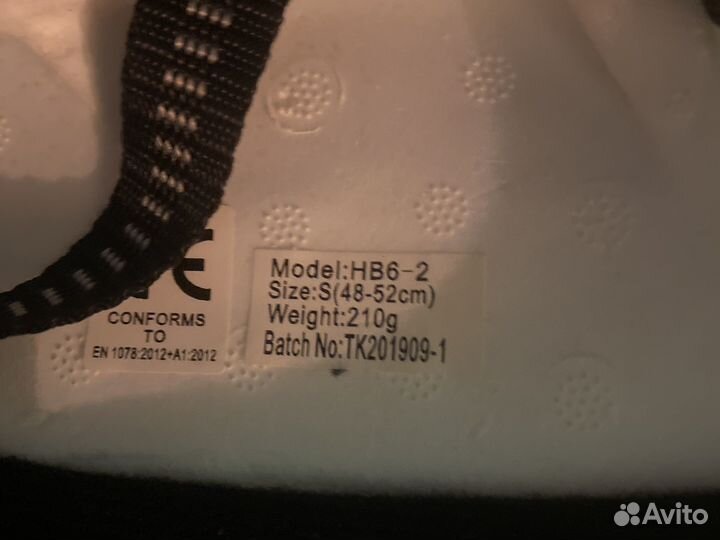 CE
CONFORMS
TO
EN 1078:2012+A1:2012
Model:HB6-2
Size:S(48-52cm)
Weight:210g
Batch No:TK201909-1
Avito